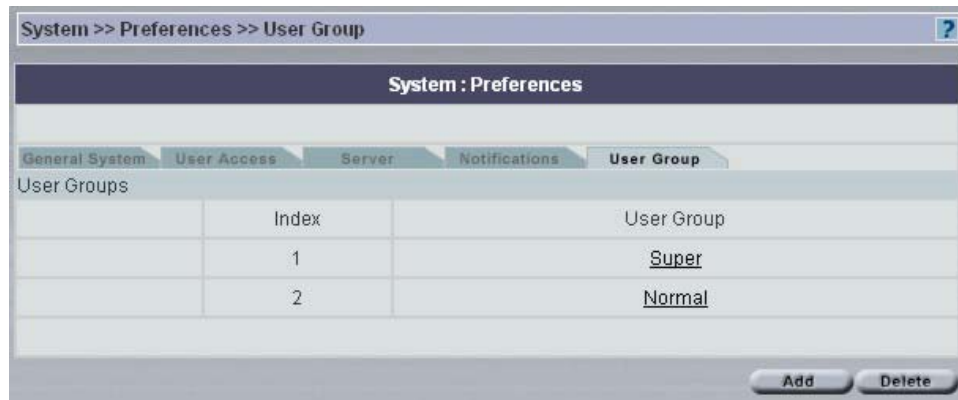 System >> Preferences >> User Group
?
System : Preferences
General System User Access Server Notifications User Group
User Groups
Index User Group
1 Super
2 Normal
Add Delete